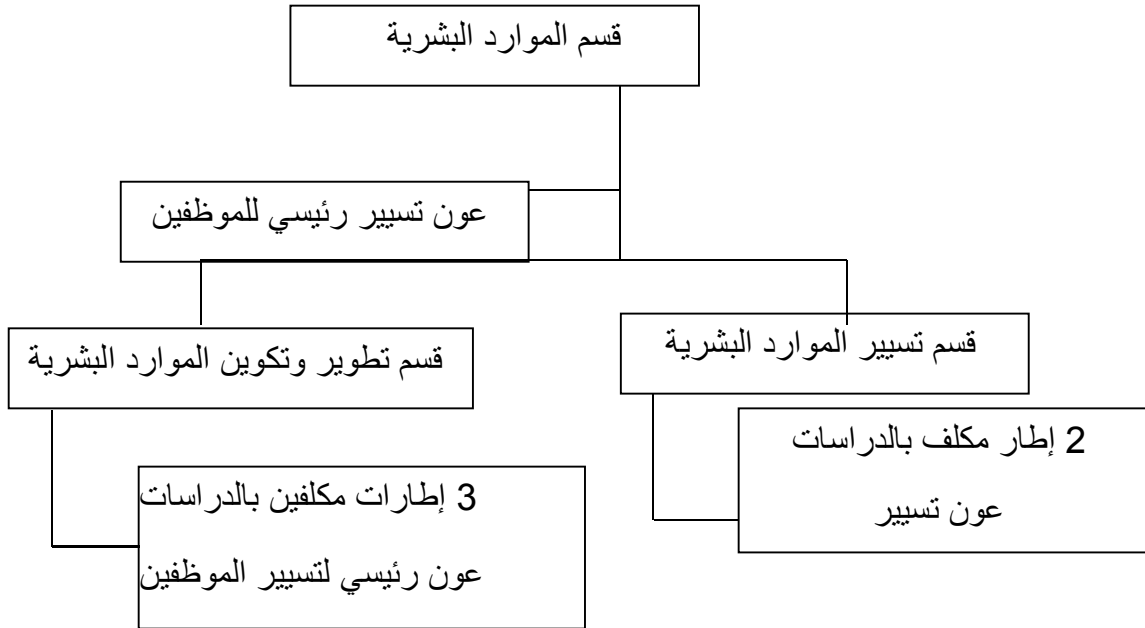 قسم الموارد البشرية
عون تسيير رئيسي للموظفين
قسم تسيير الموارد البشرية
قسم تطوير وتكوين الموارد البشرية
2 إطار مكلف بالدراسات
عون تسيير
3 إطارات مكلفين بالدراسات
عون رئيسي لتسيير الموظفين